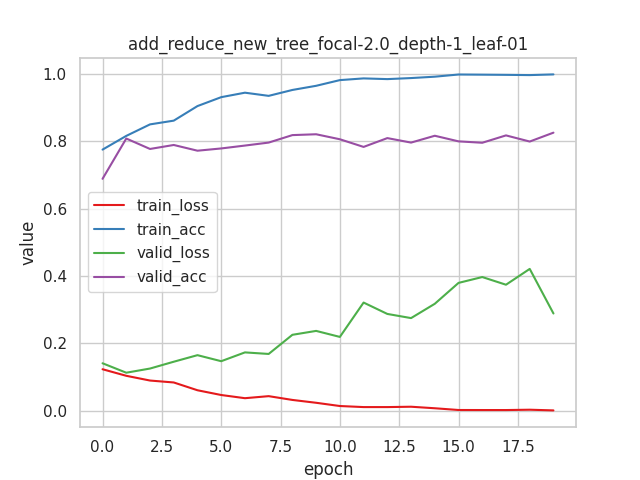 add_reduce_new_tree_focal-2.0_depth-1_leaf-01
1.0
0.8
0.6
0.4
0.2
0.0
value
train_loss
train_acc
valid_loss
valid_acc
0.0 2.5 5.0 7.5 10.0 12.5 15.0 17.5
epoch